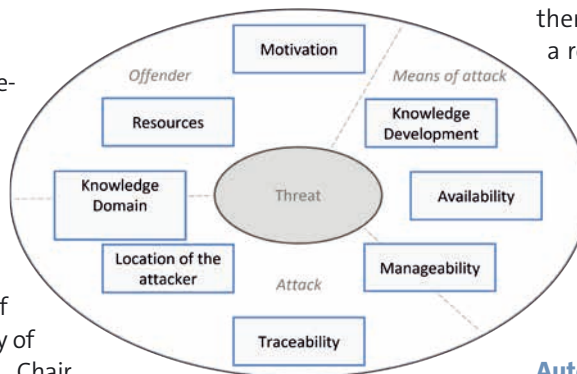 ther
a re
e-
Motivation
Offender
Means of attack
Resources
Knowledge
Development
Threat
Knowledge
Domain
Availability
Location of the
attacker
Manageability
Attack
Traceability
f
y of
Chair
Auto